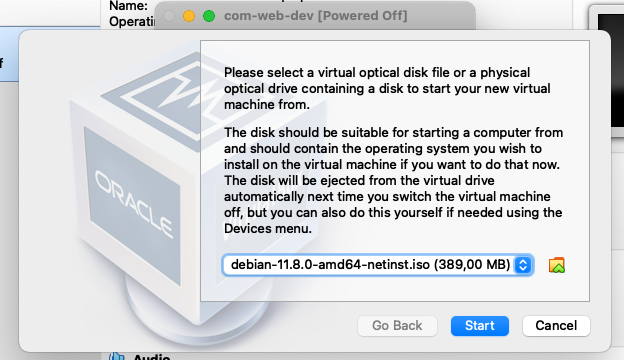 Name:
Operati
com-web-dev [Powered Off]
f
Please select a virtual optical disk file or a physical
optical drive containing a disk to start your new virtual
machine from.
The disk should be suitable for starting a computer from
and should contain the operating system you wish to
install on the virtual machine if you want to do that now.
The disk will be ejected from the virtual drive
automatically next time you switch the virtual machine
off, but you can also do this yourself if needed using the
Devices menu.
ORACLE
debian-11.8.0-amd64-netinst.iso (389,00 MB)
Go Back
Start
Cancel
Audio